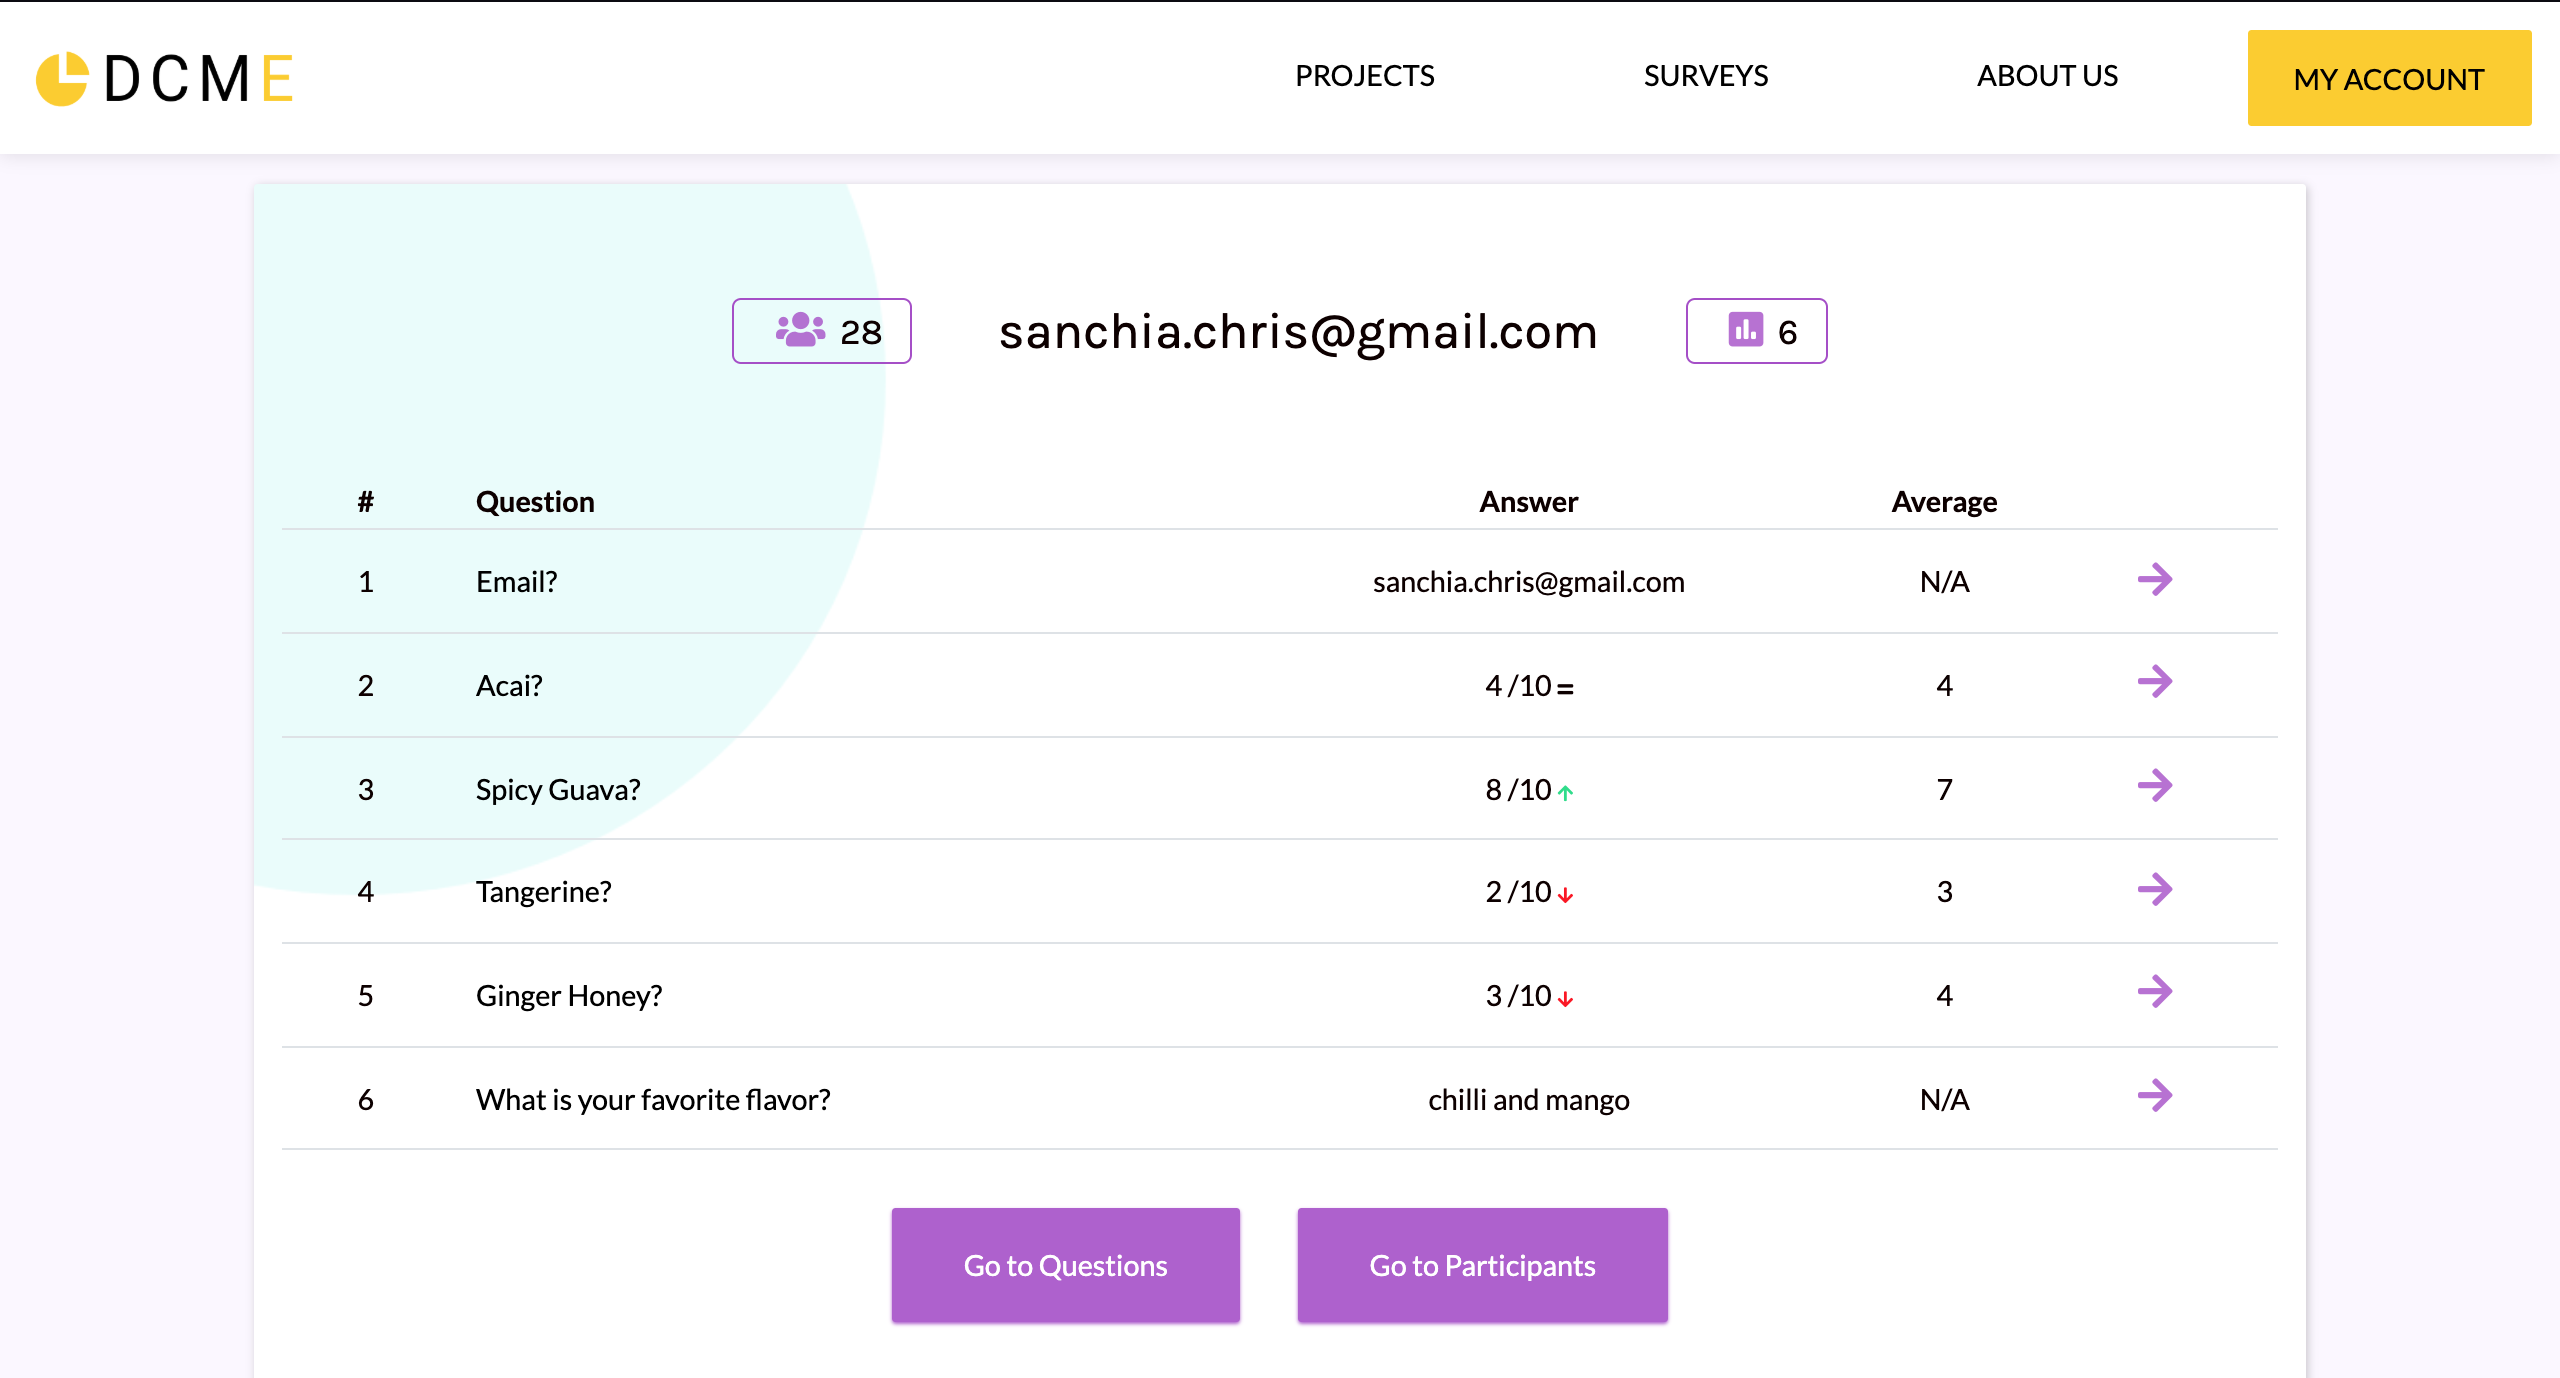 DCME PROJECTS SURVEYS ABOUT US MY ACCOUNT
28 sanchia.chris@gmail.com 6
# Question Answer Average
1 Email? sanchia.chris@gmail.com N/A
2 Acai? 4 /10 = 4
3 Spicy Guava? 8 /10 ↑ 7
4 Tangerine? 2 /10 ↓ 3
5 Ginger Honey? 3 /10 ↓ 4
6 What is your favorite flavor? chilli and mango N/A
Go to Questions Go to Participants